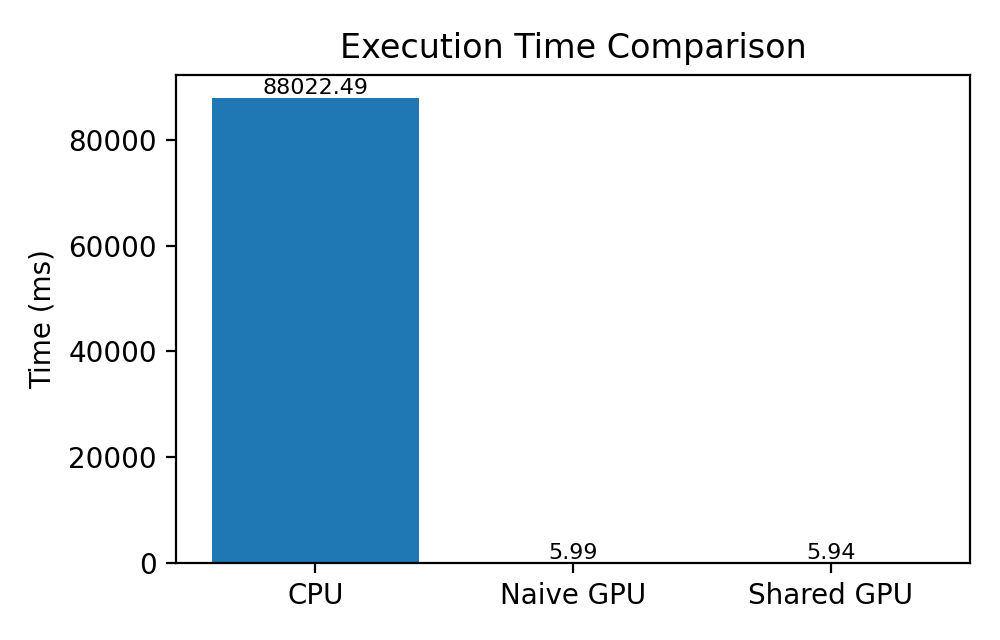 Execution Time Comparison
88022.49
80000
60000
40000
20000
0
Time (ms)
5.99
5.94
CPU
Naive GPU
Shared GPU